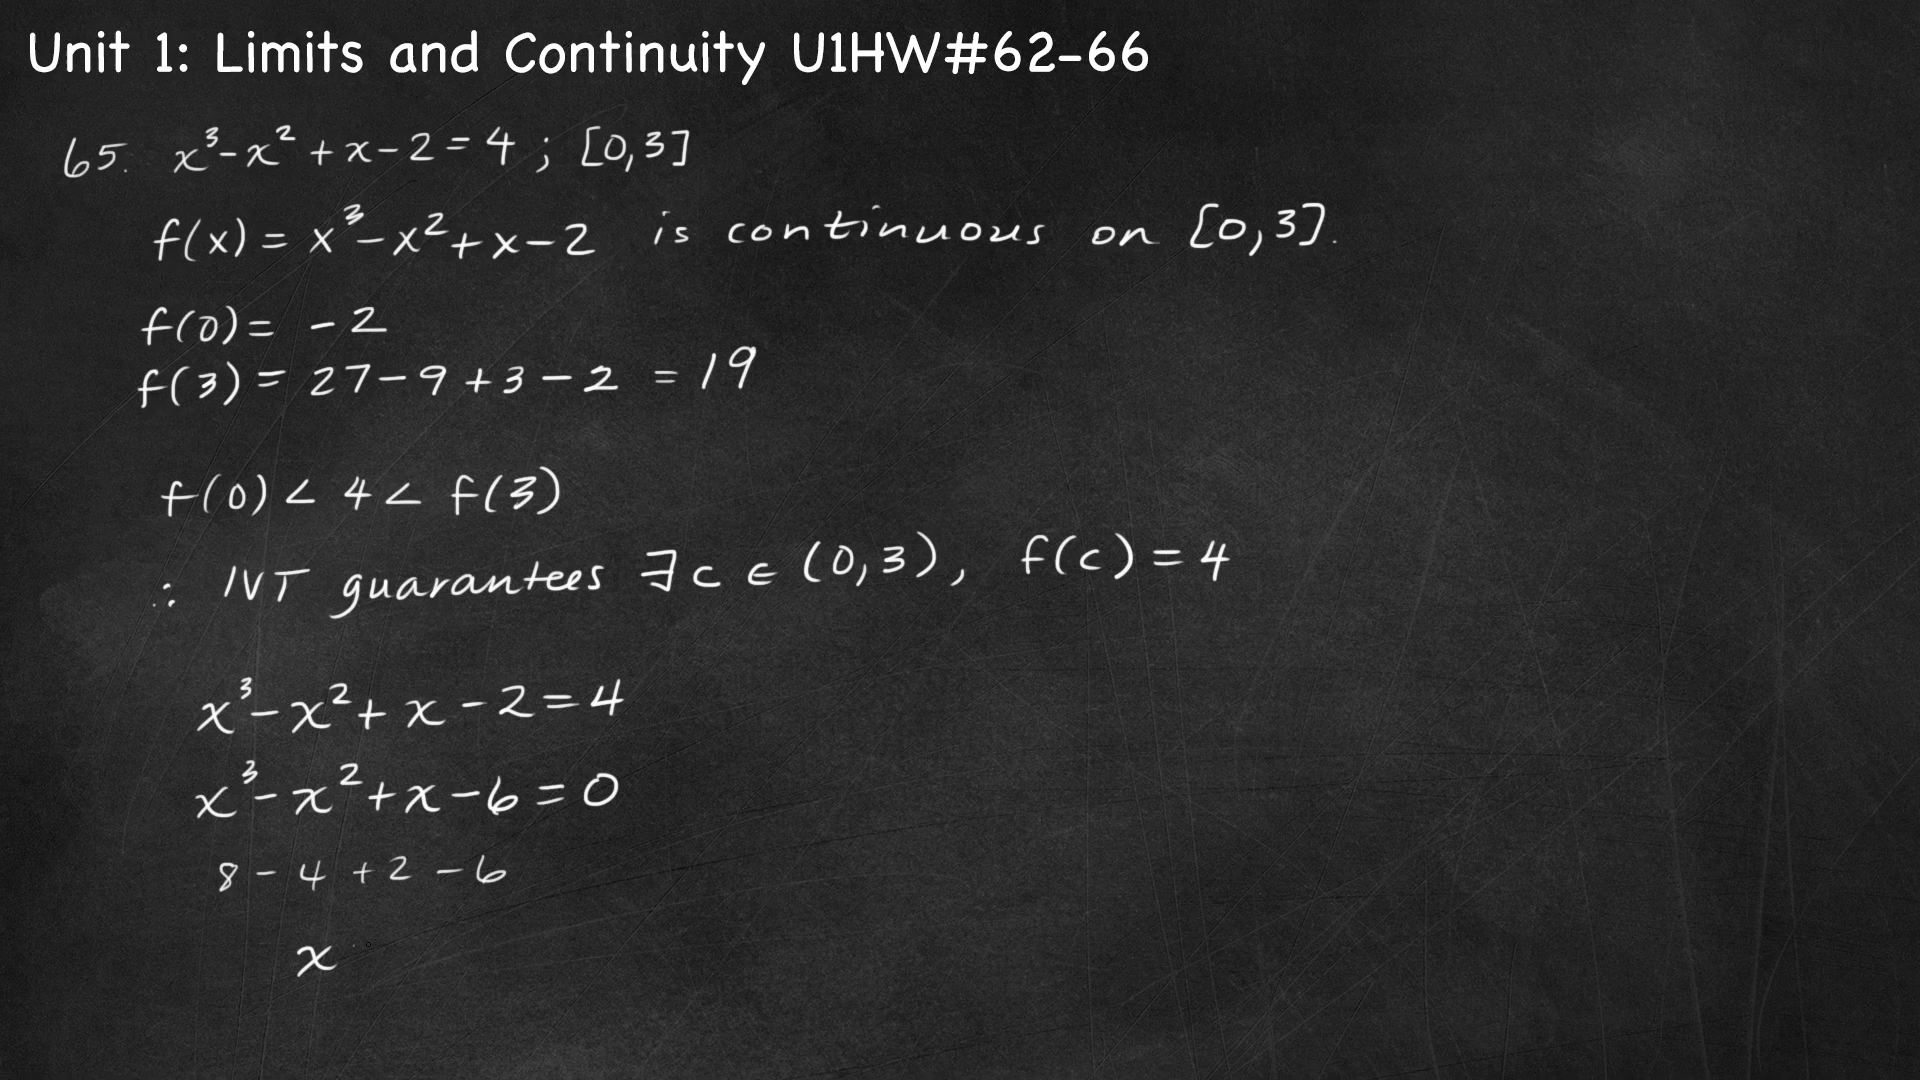 Unit 1: Limits and Continuity U1HW#62-66
65. x³-x²+x-2=4 ; [0,3]
f(x) = x³-x²+x-2 is continuous on [0,3].
f(0) = -2
f(3) = 27-9+3-2 = 19
f(0) < 4 < f(3)
∴ IVT guarantees ∃ c ∈ (0,3), f(c) = 4
x³-x²+x-2=4
x³-x²+x-6=0
8-4+2-6
x